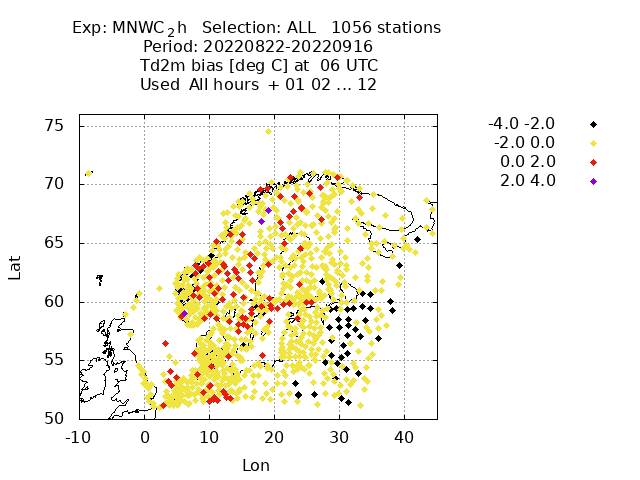 Exp: MNWC2h Selection: ALL 1056 stations
Period: 20220822-20220916
Td2m bias [deg C] at 06 UTC
Used All hours + 01 02 ... 12
-4.0 -2.0
-2.0 0.0
0.0 2.0
2.0 4.0
75
70
65
60
55
50
Lat
-10 0 10 20 30 40
Lon